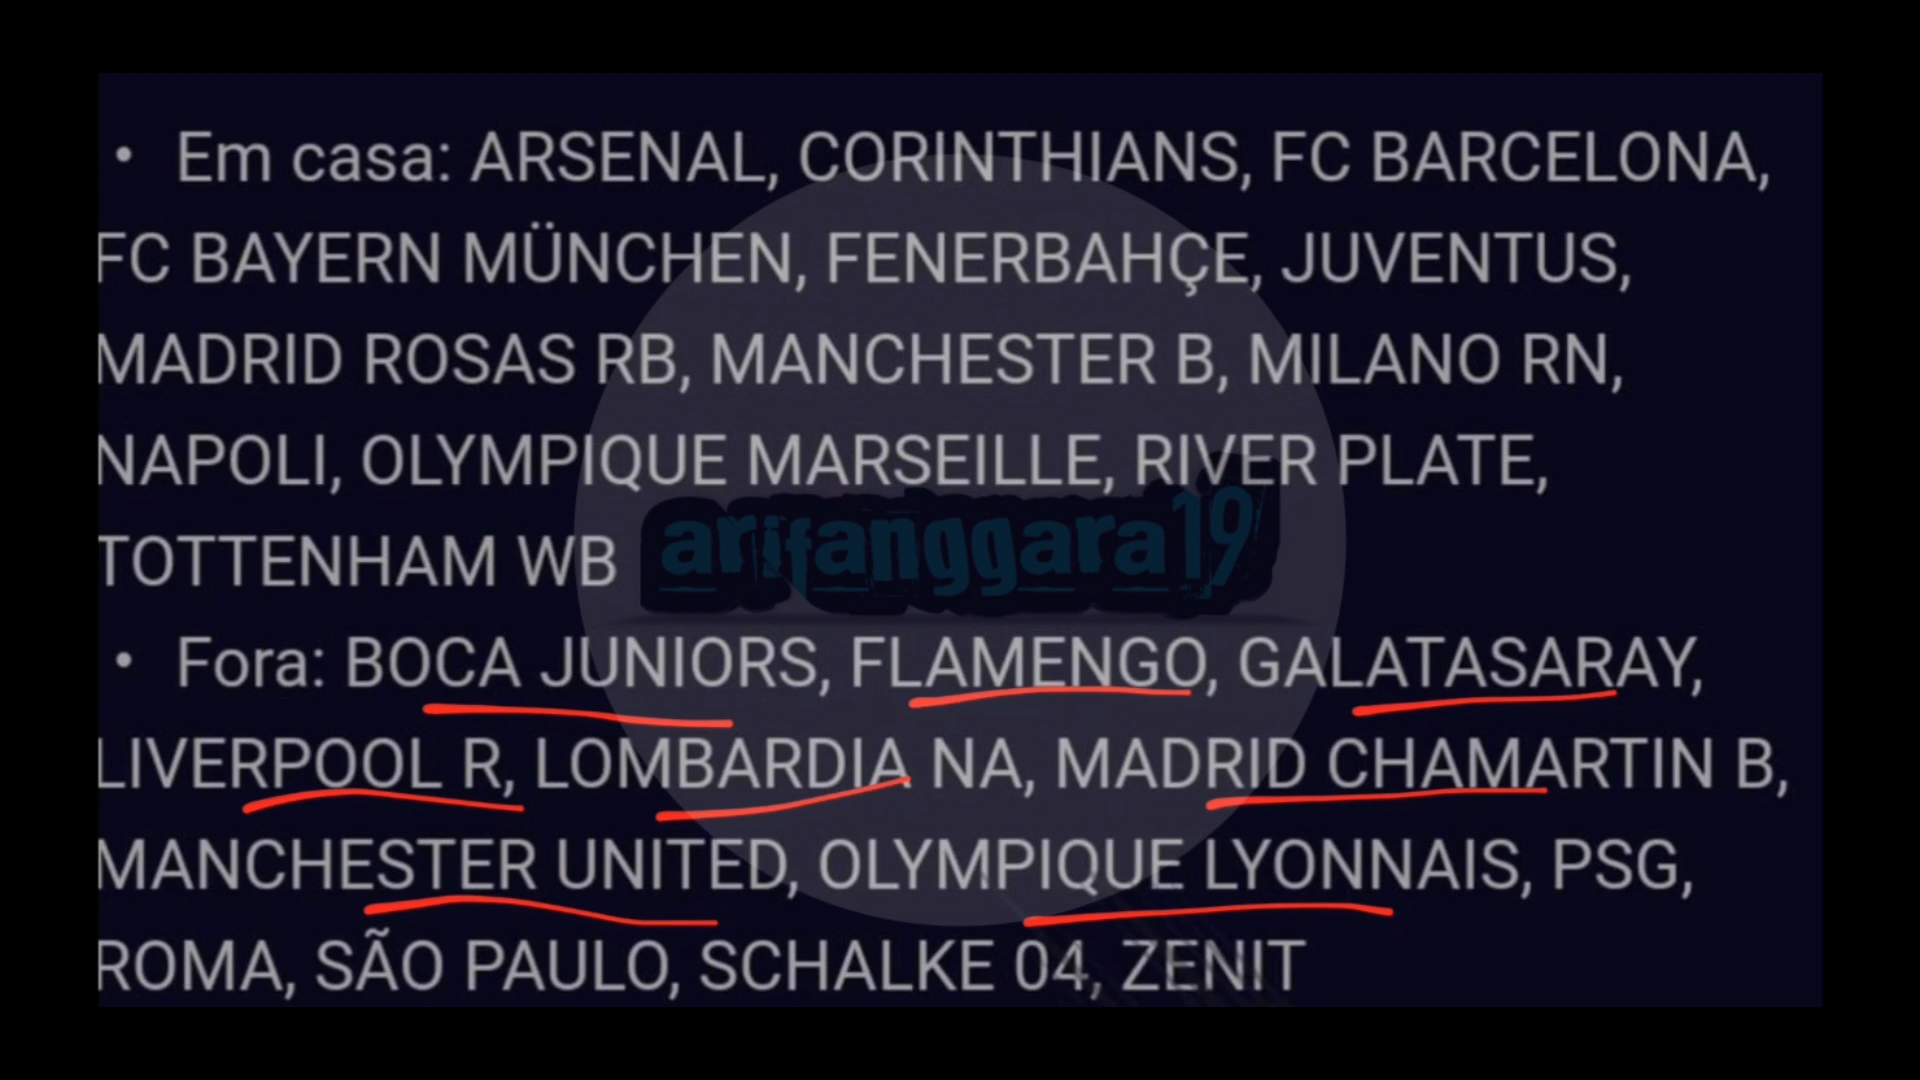 • Em casa: ARSENAL, CORINTHIANS, FC BARCELONA,
FC BAYERN MÜNCHEN, FENERBAHÇE, JUVENTUS,
MADRID ROSAS RB, MANCHESTER B, MILANO RN,
NAPOLI, OLYMPIQUE MARSEILLE, RIVER PLATE,
TOTTENHAM WB
arifanggara19
• Fora: BOCA JUNIORS, FLAMENGO, GALATASARAY,
LIVERPOOL R, LOMBARDIA NA, MADRID CHAMARTIN B,
MANCHESTER UNITED, OLYMPIQUE LYONNAIS, PSG,
ROMA, SÃO PAULO, SCHALKE 04, ZENIT